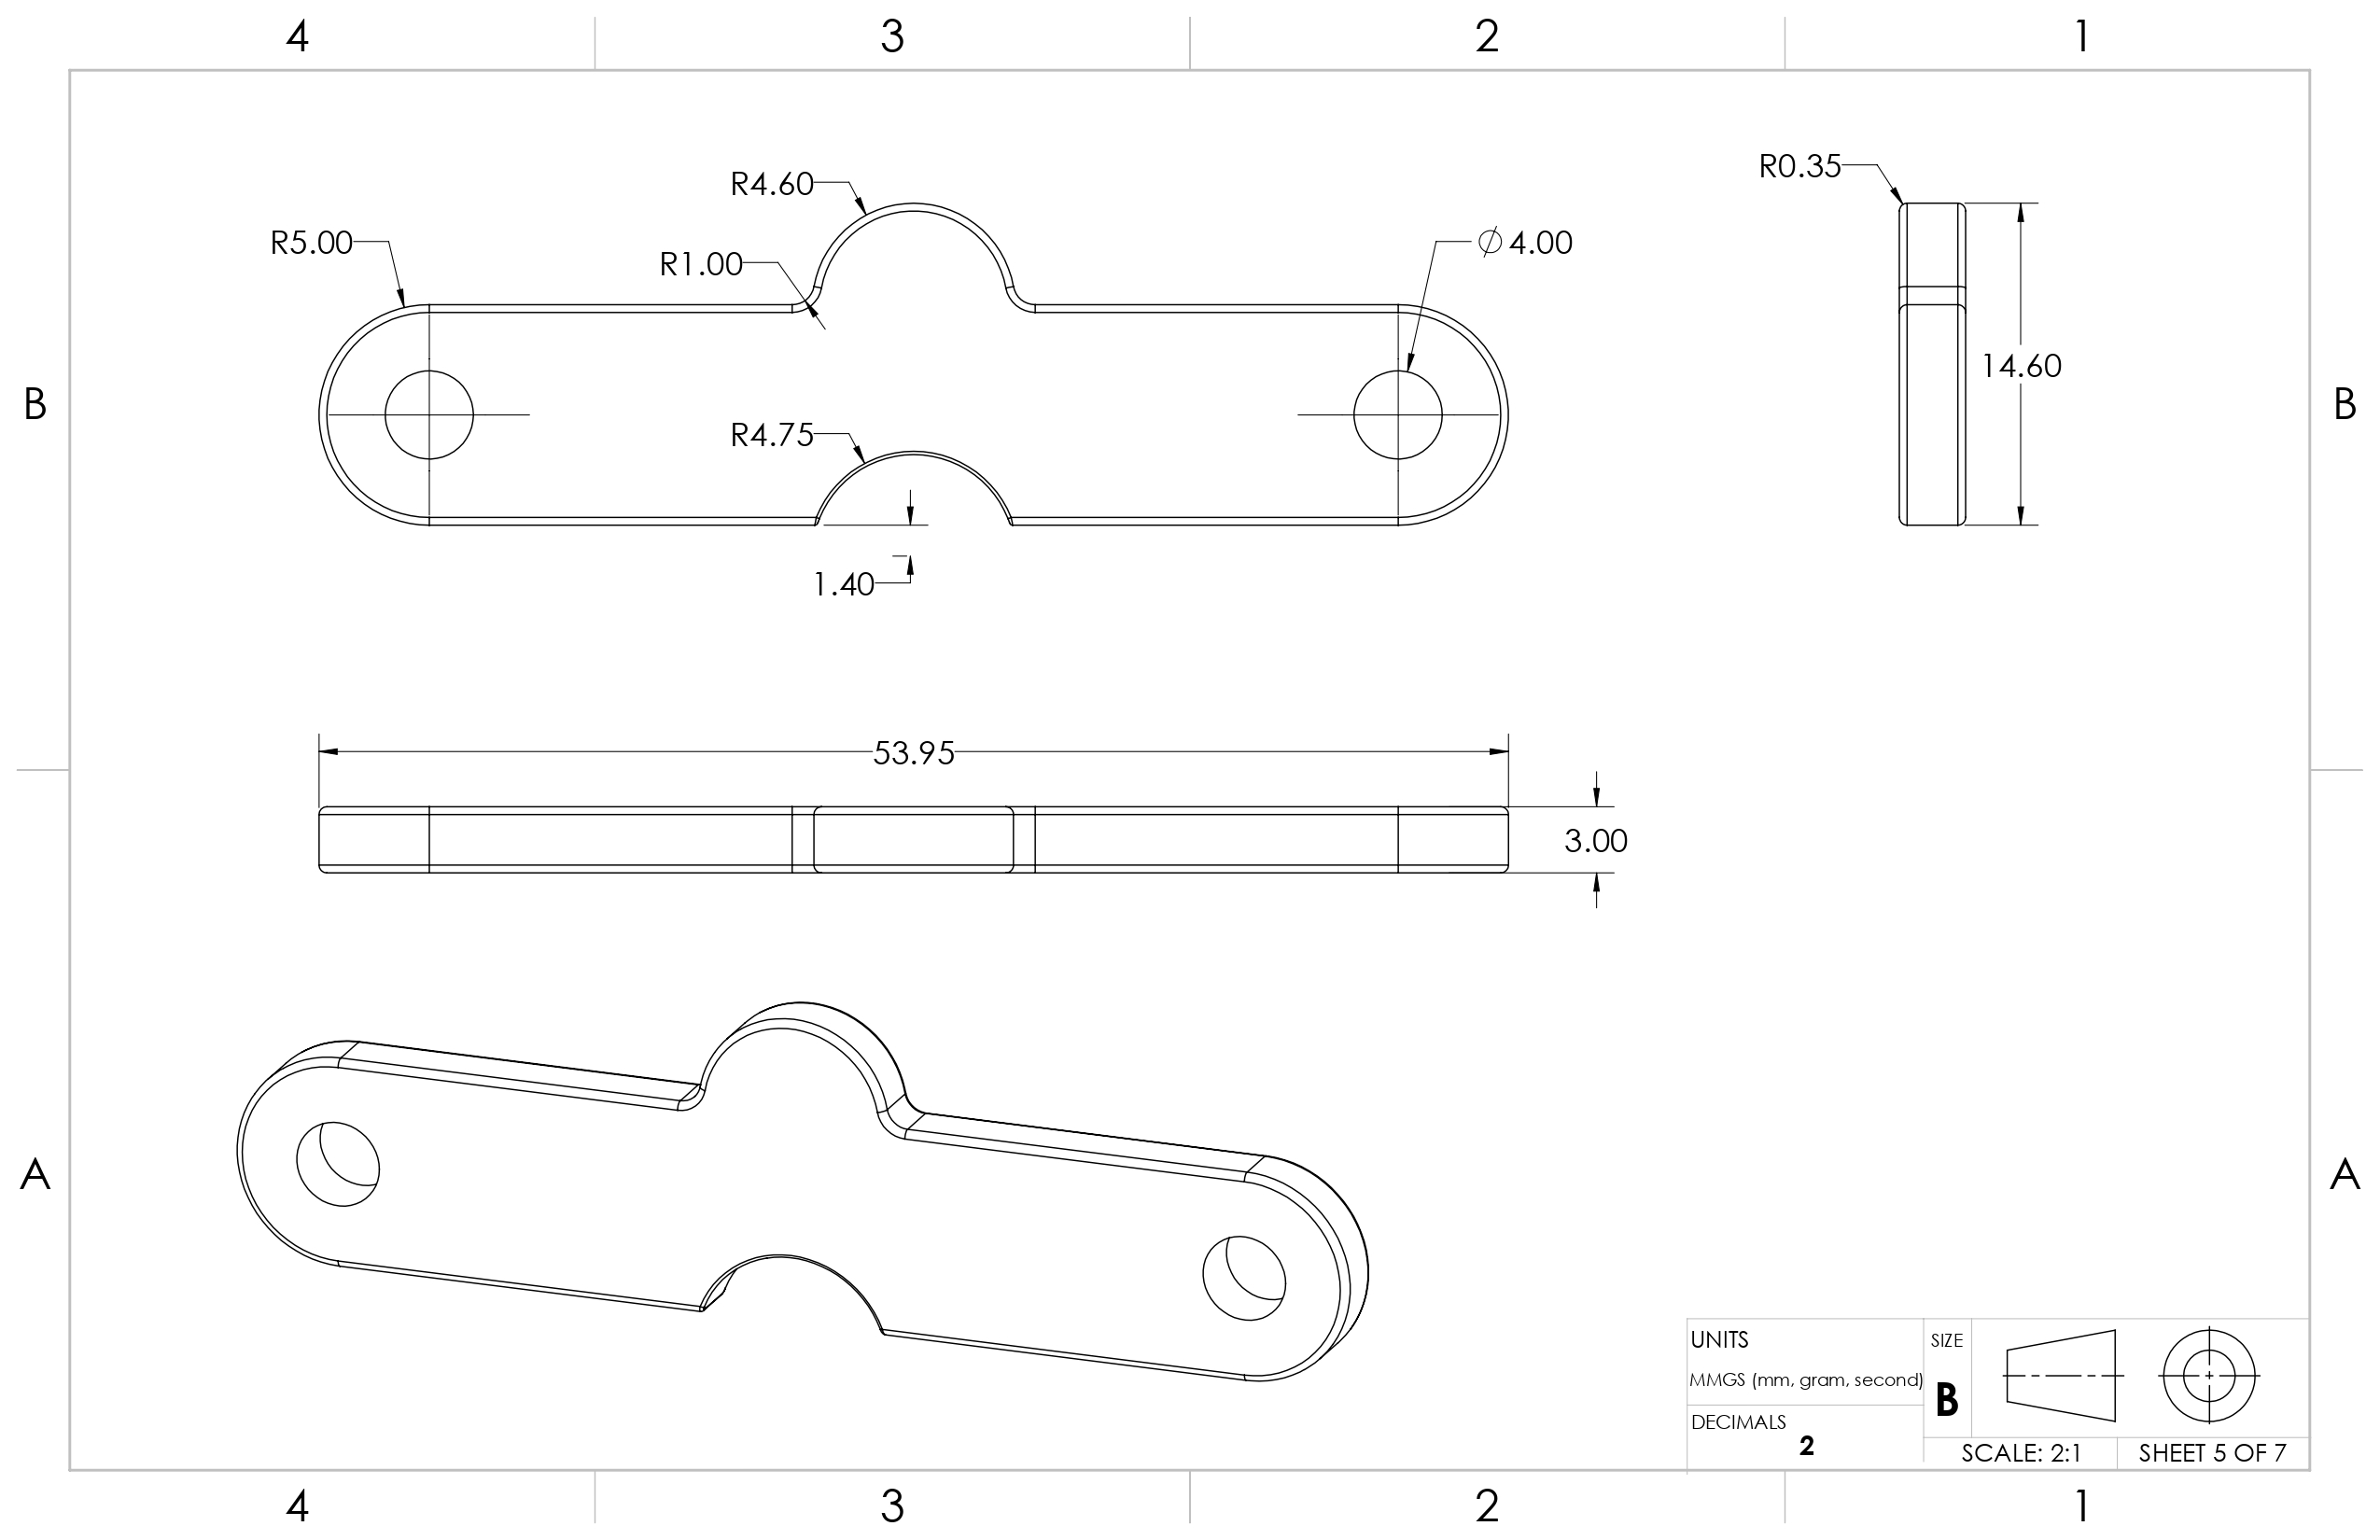 4 3 2 1
R0.35
R4.60
R5.00
⌀ 4.00
R1.00
14.60
B B
R4.75
1.40
53.95
3.00
A A
UNITS
MMGS (mm, gram, second)
DECIMALS
2
SIZE
B
SCALE: 2:1
SHEET 5 OF 7
4 3 2 1